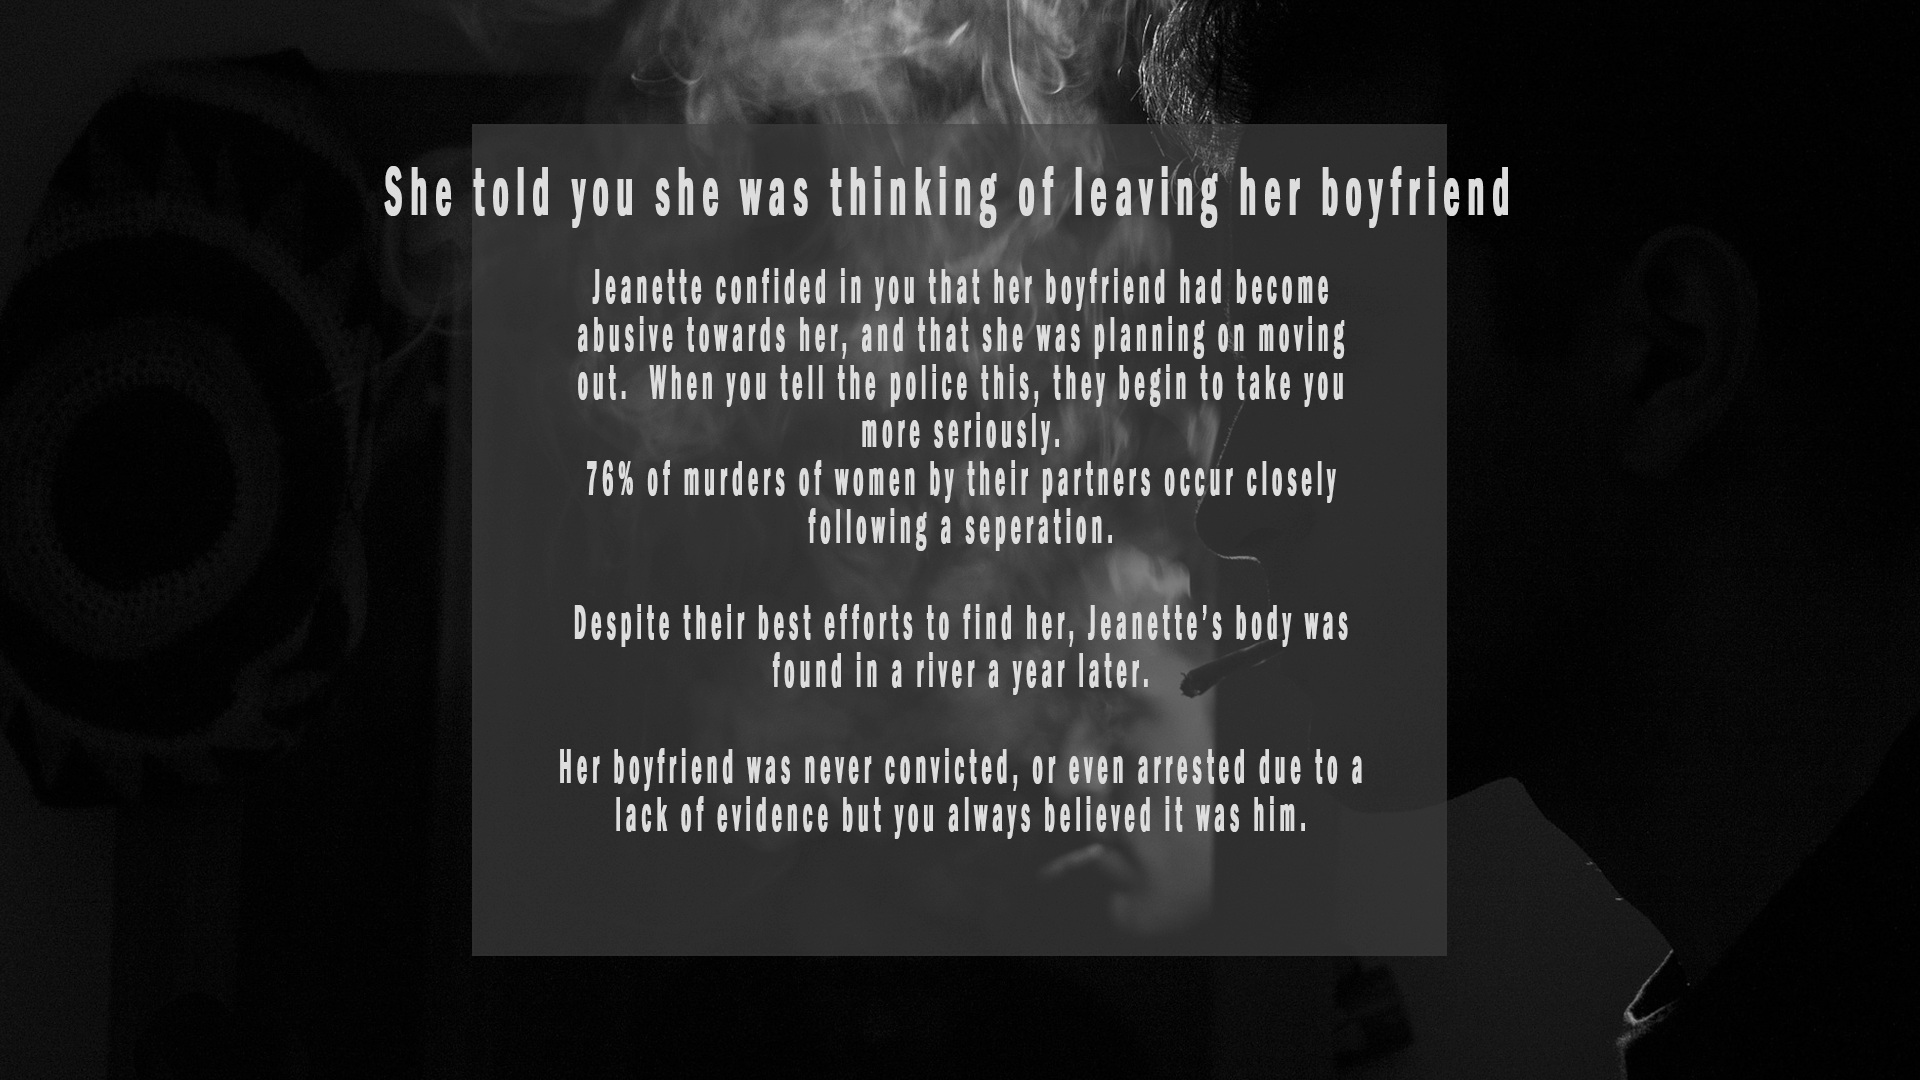 She told you she was thinking of leaving her boyfriend
Jeanette confided in you that her boyfriend had become
abusive towards her, and that she was planning on moving
out.  When you tell the police this, they begin to take you
more seriously.
76% of murders of women by their partners occur closely
following a seperation.
Despite their best efforts to find her, Jeanette’s body was
found in a river a year later.
Her boyfriend was never convicted, or even arrested due to a
lack of evidence but you always believed it was him.